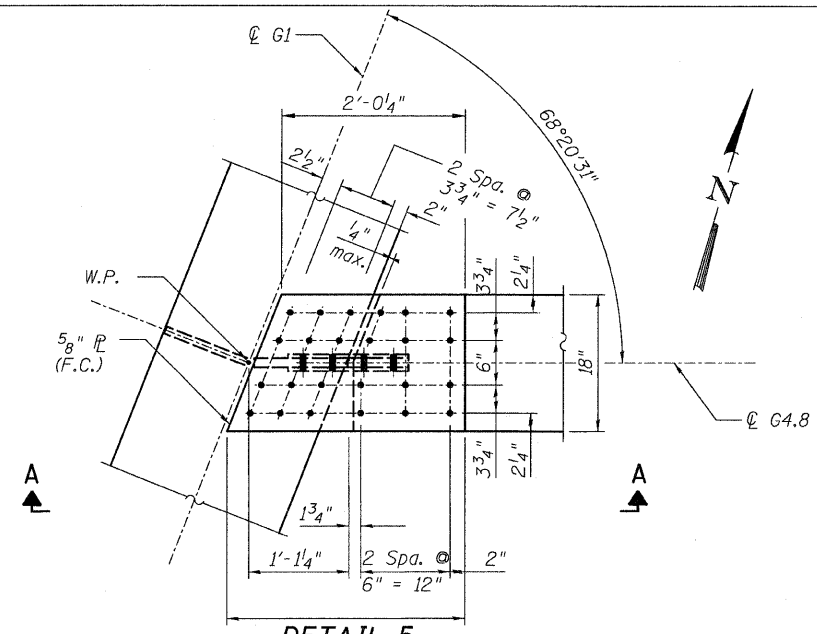 ℄ G1
2'-0¼"
68°20'31"
2½"
2 Spa. @
3¾" = 7½"
2"
¼"
max.
N
W.P.
⅝" ℙL
(F.C.)
3¾"
2¼"
6"
18"
3¾"
2¼"
℄ G4.8
A
A
1¾"
1'-1¼"
2 Spa. @
6" = 12"
2"